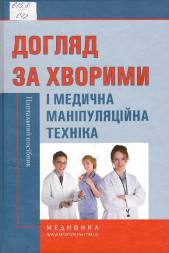 ДОГЛЯД
ЗА ХВОРИМИ
І МЕДИЧНА
МАНІПУЛЯЦІЙНА
ТЕХНІКА
Навчальний посібник
МЕДИЦИНА